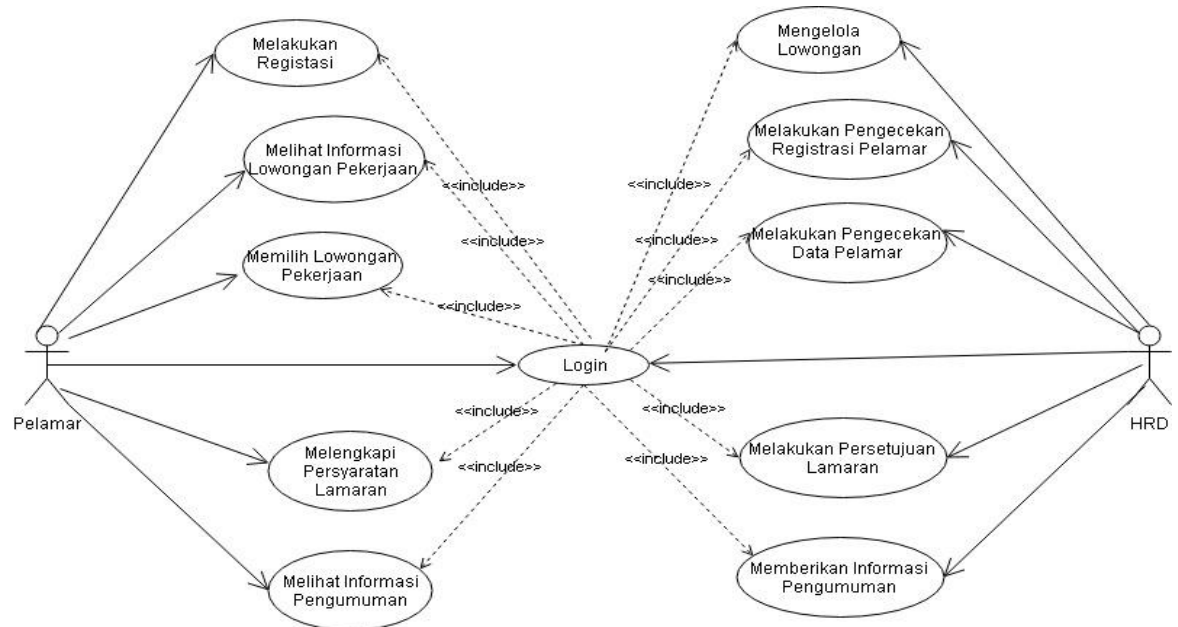 Melakukan
Registasi
Melihat Informasi
Lowongan Pekerjaan
Memilih Lowongan
Pekerjaan
<<include>>
<<include>>
<<include>>
Pelamar
Login
<<include>>
<<include>>
Melengkapi
Persyaratan
Lamaran
Melihat Informasi
Pengumuman
Mengelola
Lowongan
Melakukan Pengecekan
Registrasi Pelamar
Melakukan Pengecekan
Data Pelamar
<<include>>
<<include>>
<<include>>
HRD
<<include>>
<<include>>
Melakukan Persetujuan
Lamaran
Memberikan Informasi
Pengumuman